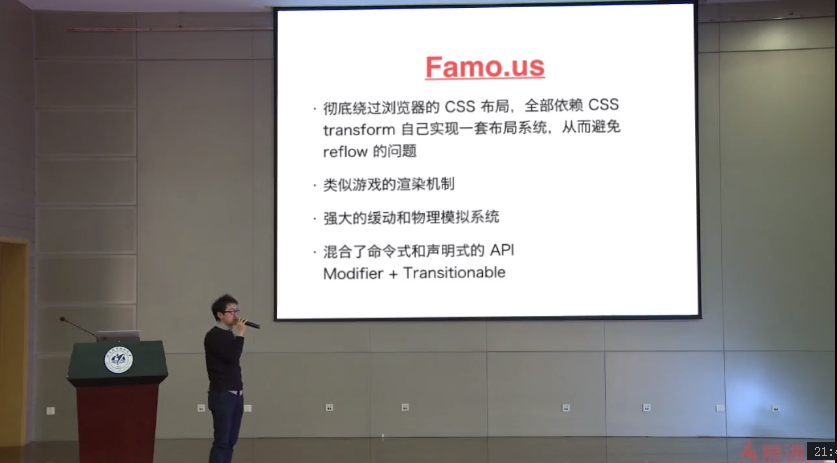 Famo.us
· 彻底绕过浏览器的 CSS 布局，全部依赖 CSS
transform 自己实现一套布局系统，从而避免
reflow 的问题
· 类似游戏的渲染机制
· 强大的缓动和物理模拟系统
· 混合了命令式和声明式的 API
Modifier + Transitionable
21: